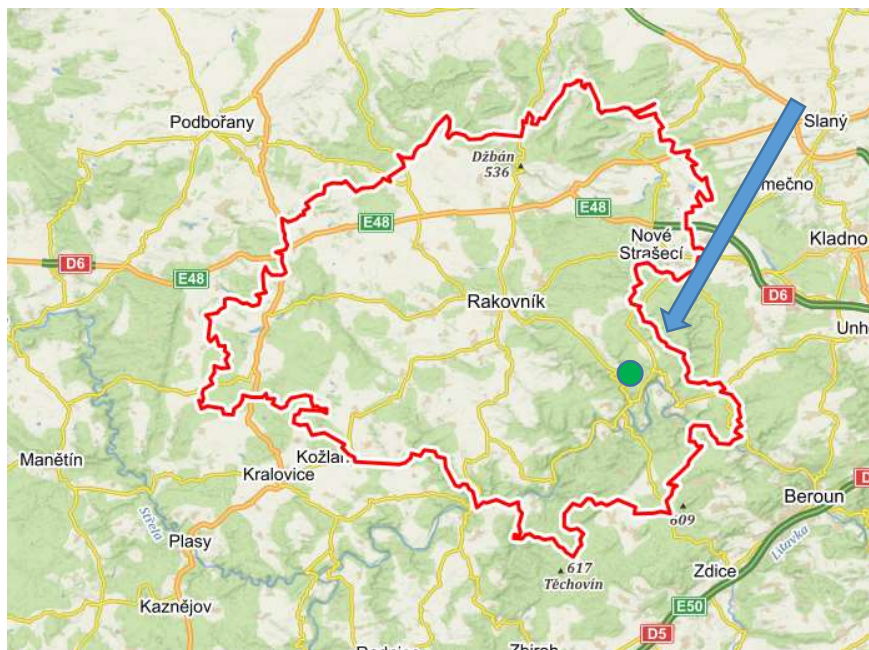 Podbořany
Slaný
Džbán
536
mečno
E48
E48
Nové
Strašecí
Kladno
D6
E48
D6
Rakovník
Unh
Manětín
Kožlan
Kralovice
Beroun
Střela
609
Plasy
Litavka
617
Těchovín
Zdice
Kaznějov
E50
D5